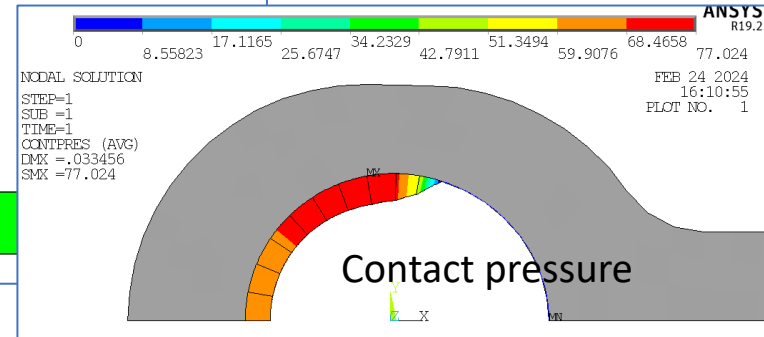 ANSYS
R19.2
0
17.1165
34.2329
51.3494
68.4658
8.55823
25.6747
42.7911
59.9076
77.024
NODAL SOLUTION
STEP=1
SUB =1
TIME=1
CONTPRES (AVG)
DMX =.033456
SMX =77.024
FEB 24 2024
16:10:55
PLOT NO. 1
MX
Contact pressure
Y
Z X
MN